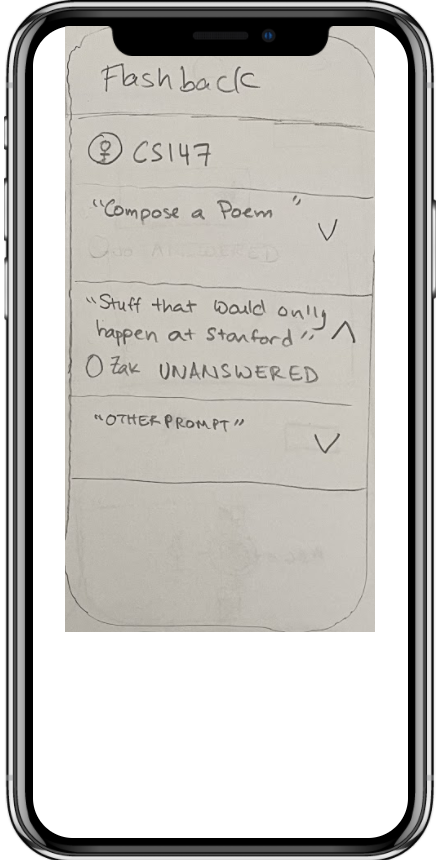 Flashback
CS147
"Compose a Poem"
"Stuff that would only
happen at Stanford"
Zak UNANSWERED
"OTHER PROMPT"